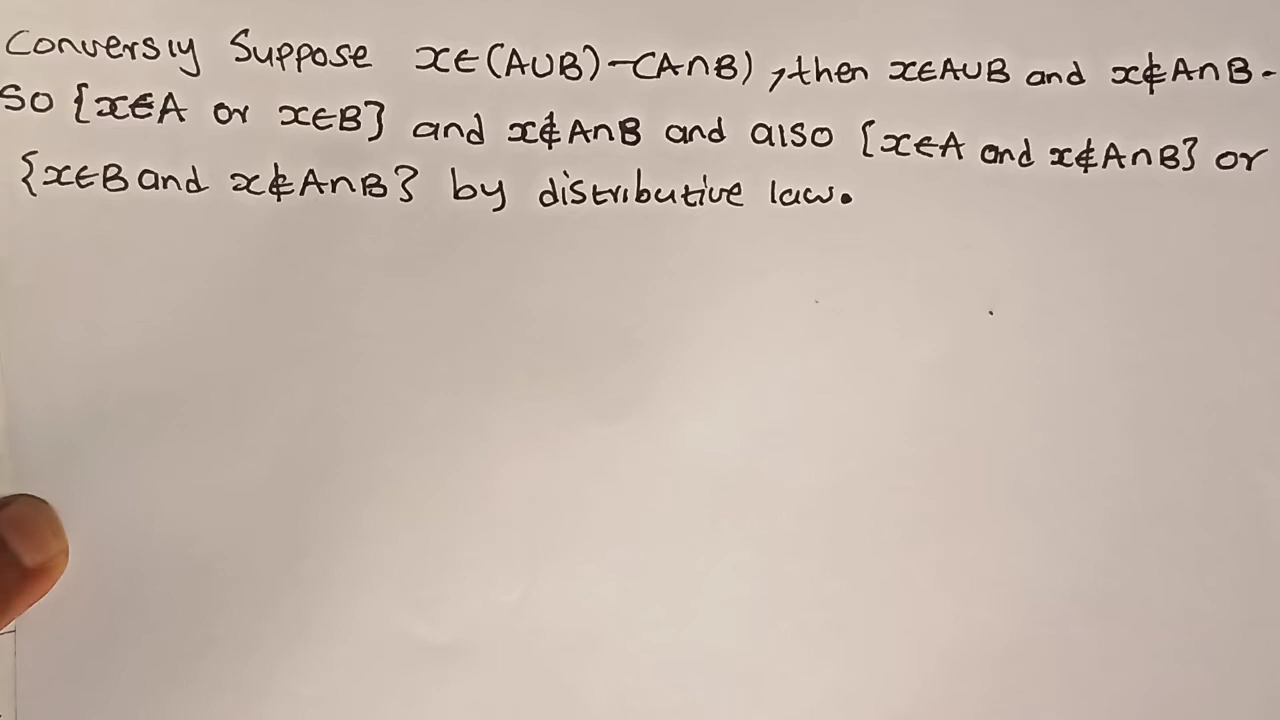 Conversly Suppose x∈(A∪B)-(A∩B), then x∈A∪B and x∉A∩B.
So {x∈A or x∈B} and x∉A∩B and also {x∈A and x∉A∩B} or
{x∈B and x∉A∩B} by distributive law.